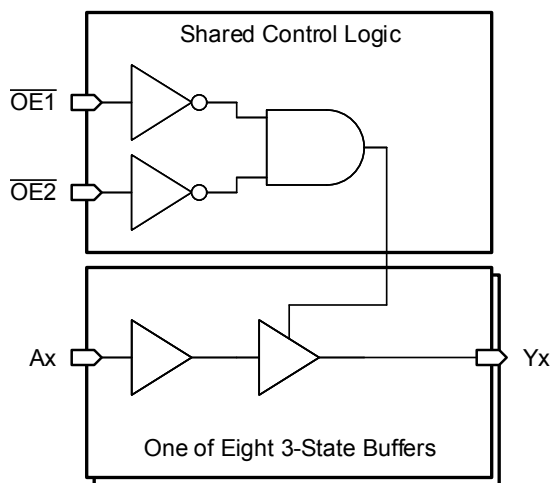 Shared Control Logic
OE1
OE2
Ax
Yx
One of Eight 3-State Buffers